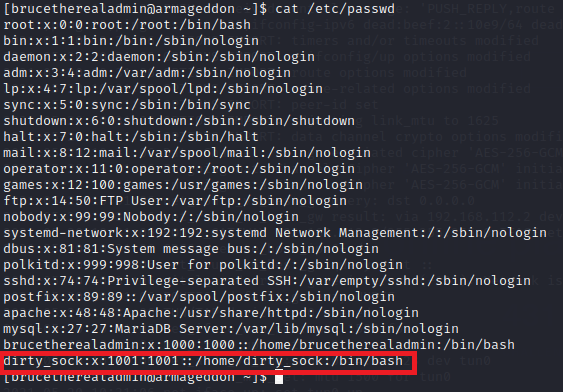 [brucetherealadmin@armageddon ~]$ cat /etc/passwd
root:x:0:0:root:/root:/bin/bash
bin:x:1:1:bin:/bin:/sbin/nologin
daemon:x:2:2:daemon:/sbin:/sbin/nologin
adm:x:3:4:adm:/var/adm:/sbin/nologin
lp:x:4:7:lp:/var/spool/lpd:/sbin/nologin
sync:x:5:0:sync:/sbin:/bin/sync
shutdown:x:6:0:shutdown:/sbin:/sbin/shutdown
halt:x:7:0:halt:/sbin:/sbin/halt
mail:x:8:12:mail:/var/spool/mail:/sbin/nologin
operator:x:11:0:operator:/root:/sbin/nologin
games:x:12:100:games:/usr/games:/sbin/nologin
ftp:x:14:50:FTP User:/var/ftp:/sbin/nologin
nobody:x:99:99:Nobody:/:/sbin/nologin
systemd-network:x:192:192:systemd Network Management:/:/sbin/nologin
dbus:x:81:81:System message bus:/:/sbin/nologin
polkitd:x:999:998:User for polkitd:/:/sbin/nologin
sshd:x:74:74:Privilege-separated SSH:/var/empty/sshd:/sbin/nologin
postfix:x:89:89::/var/spool/postfix:/sbin/nologin
apache:x:48:48:Apache:/usr/share/httpd:/sbin/nologin
mysql:x:27:27:MariaDB Server:/var/lib/mysql:/sbin/nologin
brucetherealadmin:x:1000:1000::/home/brucetherealadmin:/bin/bash
dirty_sock:x:1001:1001::/home/dirty_sock:/bin/bash
[brucetherealadmin@armageddon ~]$